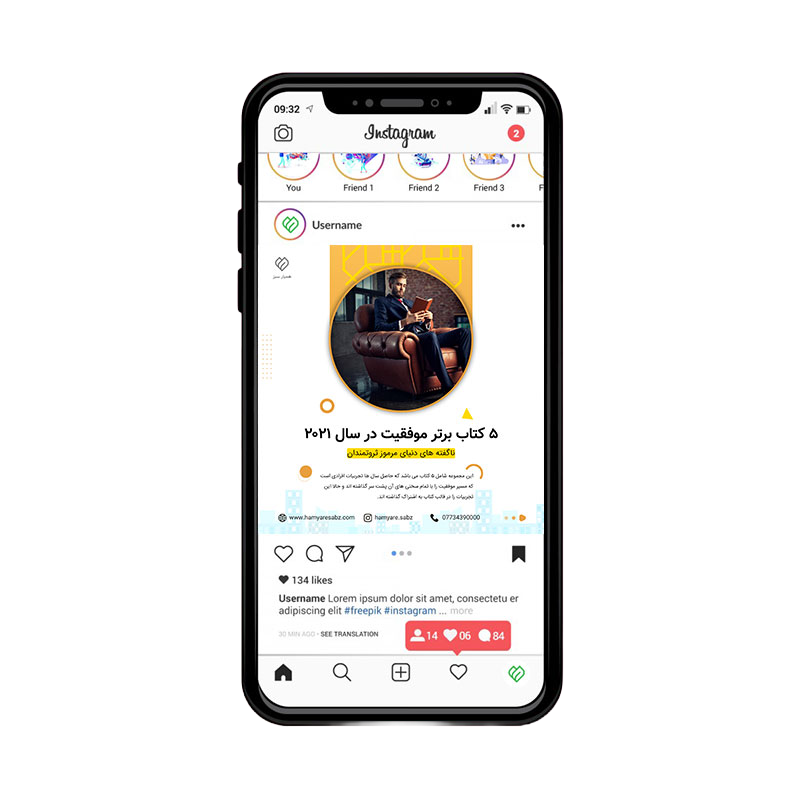 09:32
Instagram
2
You
Friend 1
Friend 2
Friend 3
F
Username
همیار سبز
۵ کتاب برتر موفقیت در سال ۲۰۲۱
ناگفته های دنیای مرموز ثروتمندان
این مجموعه شامل ۵ کتاب می باشد که حاصل سال ها تجربیات افرادی است
که مسیر موفقیت را با تمام سختی های آن پشت سر گذاشته اند و حالا این
تجربیات را در قالب کتاب به اشتراک گذاشته اند.
www.hamyaresabz.com
hamyare.sabz
07734390000
134 likes
Username Lorem ipsum dolor sit amet, consectetu er
adipiscing elit #freepik #instagram ... more
30 MIN AGO • SEE TRANSLATION
14 06 84